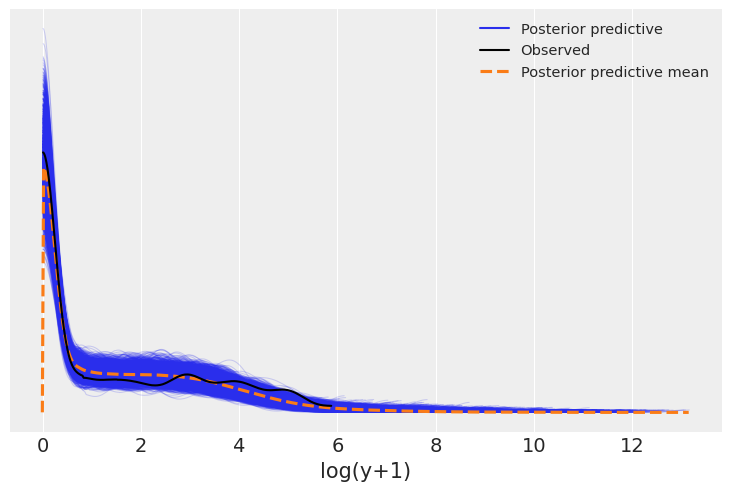 Posterior predictive
Observed
Posterior predictive mean
0 2 4 6 8 10 12
log(y+1)